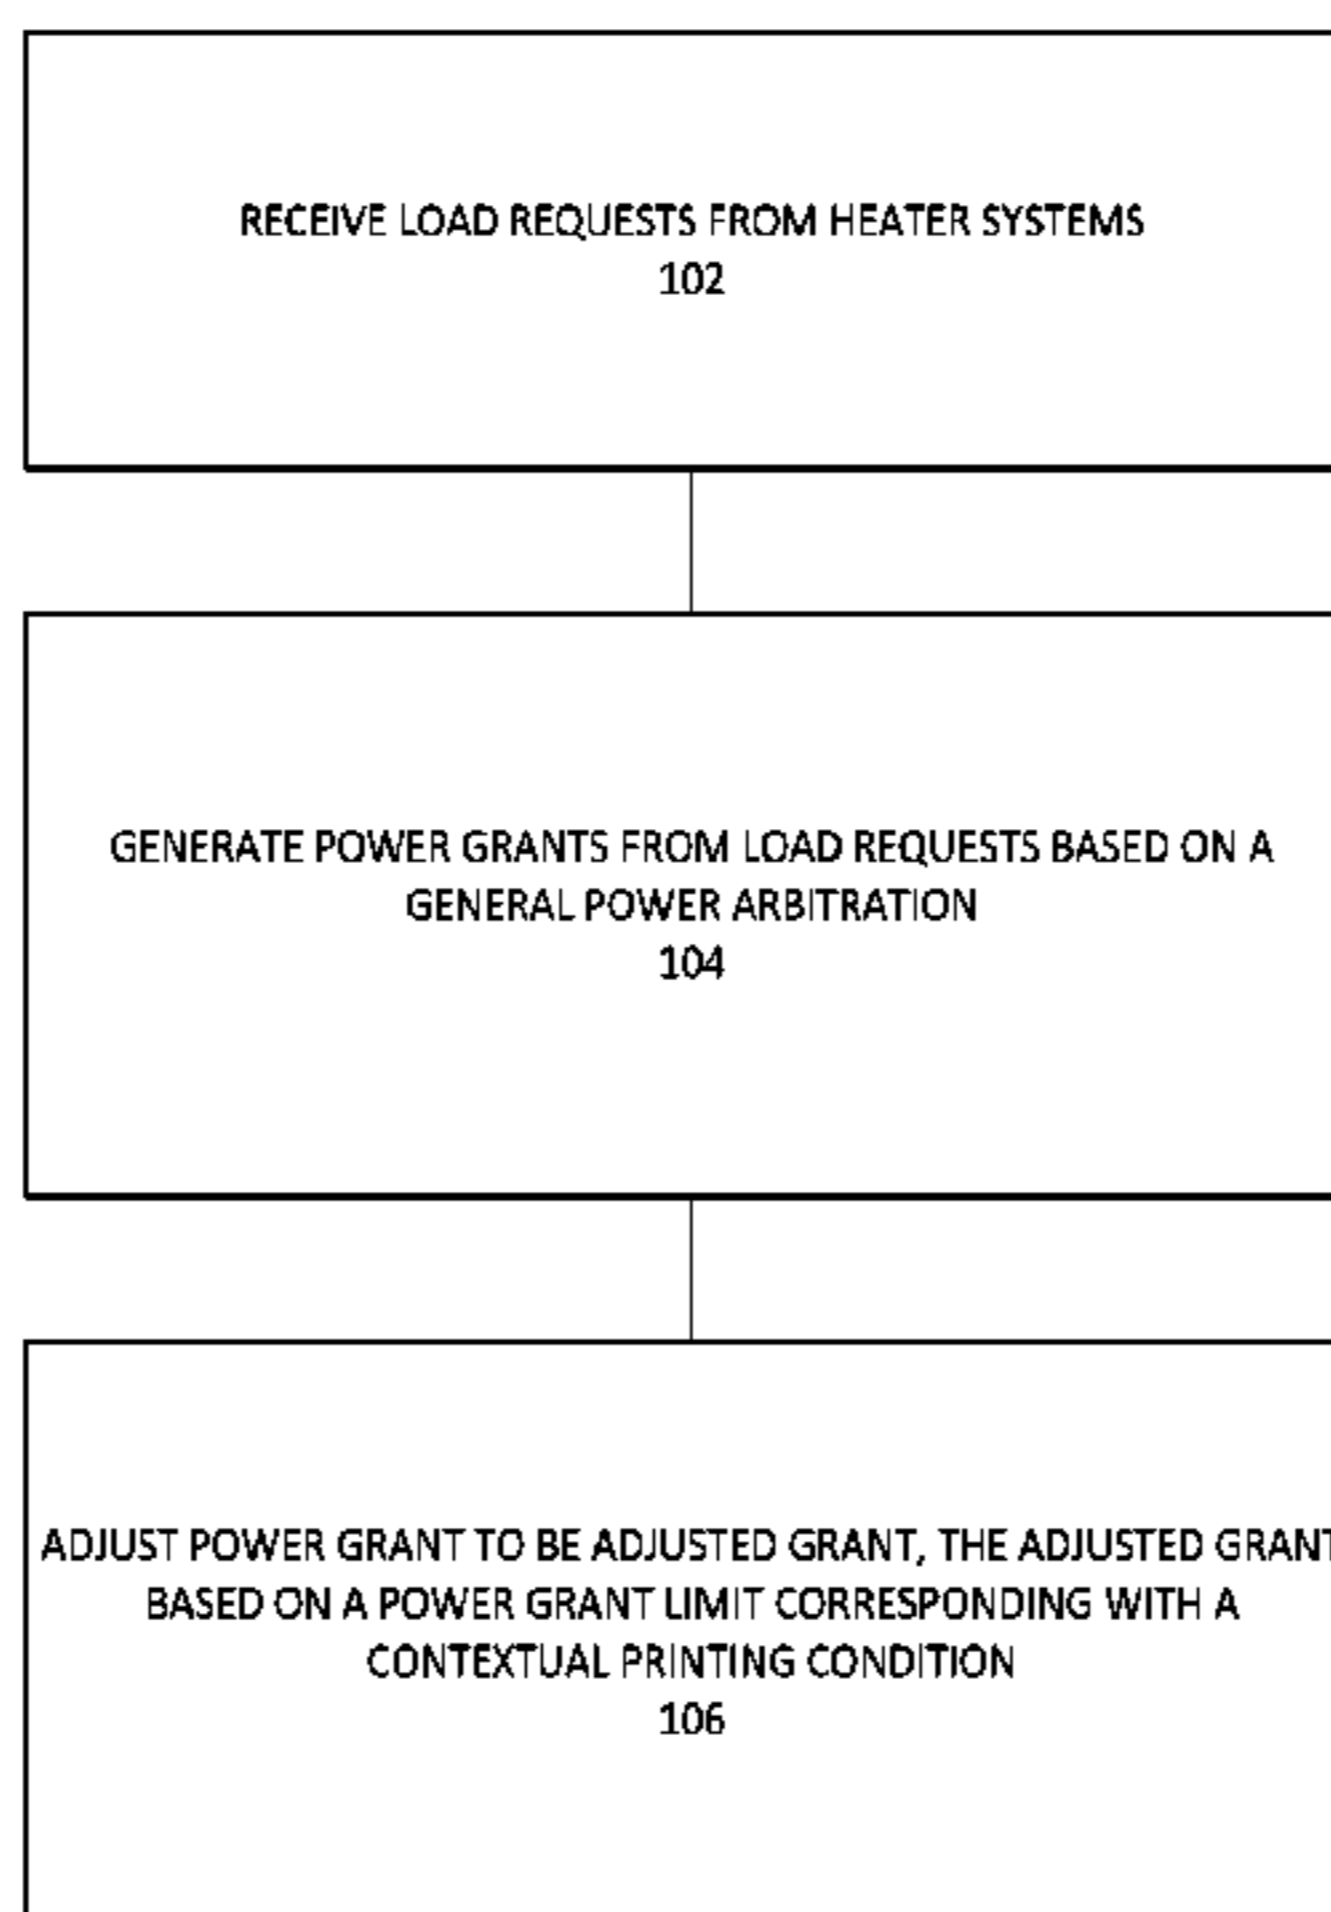 RECEIVE LOAD REQUESTS FROM HEATER SYSTEMS
102
GENERATE POWER GRANTS FROM LOAD REQUESTS BASED ON A
GENERAL POWER ARBITRATION
104
ADJUST POWER GRANT TO BE ADJUSTED GRANT, THE ADJUSTED GRANT
BASED ON A POWER GRANT LIMIT CORRESPONDING WITH A
CONTEXTUAL PRINTING CONDITION
106